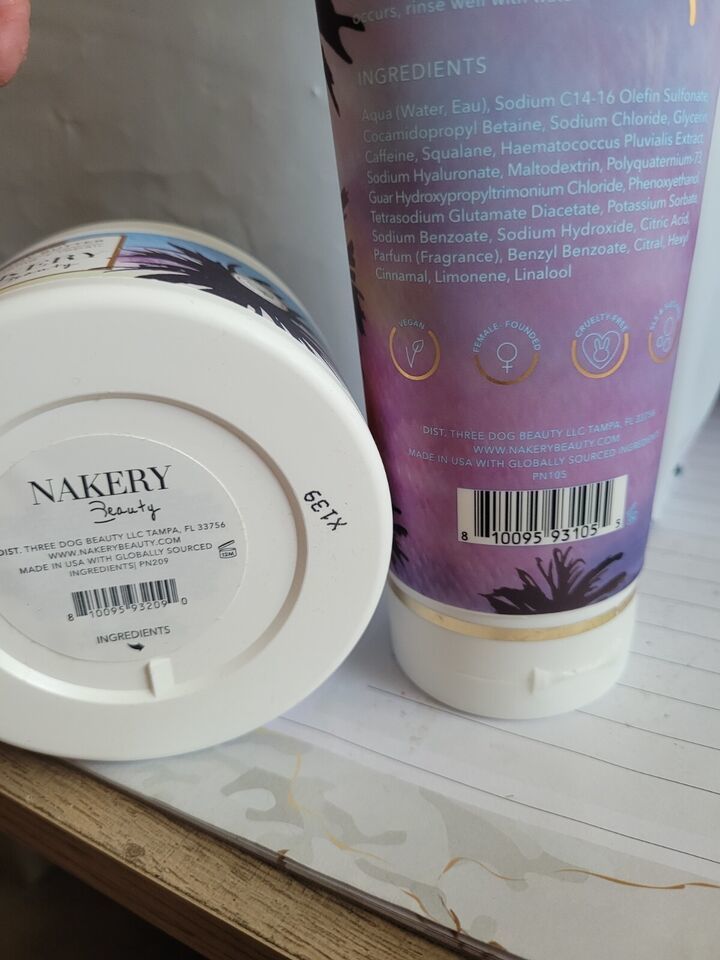 occurs, rinse well with
INGREDIENTS
Aqua (Water, Eau), Sodium C14-16 Olefin Sulfonate,
Cocamidopropyl Betaine, Sodium Chloride, Glycerin,
Caffeine, Squalane, Haematococcus Pluvialis Extract,
Sodium Hyaluronate, Maltodextrin, Polyquaternium-73,
Guar Hydroxypropyltrimonium Chloride, Phenoxyethanol,
Tetrasodium Glutamate Diacetate, Potassium Sorbate,
Sodium Benzoate, Sodium Hydroxide, Citric Acid,
Parfum (Fragrance), Benzyl Benzoate, Citral, Hexyl
Cinnamal, Limonene, Linalool
VEGAN
FEMALE-FOUNDED
CRUELTY-FREE
DIST. THREE DOG BEAUTY LLC TAMPA, FL 33756
WWW.NAKERYBEAUTY.COM
MADE IN USA WITH GLOBALLY SOURCED INGREDIENTS
PN105
8 10095 93105 5
NAKERY
Beauty
DIST. THREE DOG BEAUTY LLC TAMPA, FL 33756
WWW.NAKERYBEAUTY.COM
MADE IN USA WITH GLOBALLY SOURCED
INGREDIENTS| PN209
12M
8 10095 93209 0
INGREDIENTS
X139